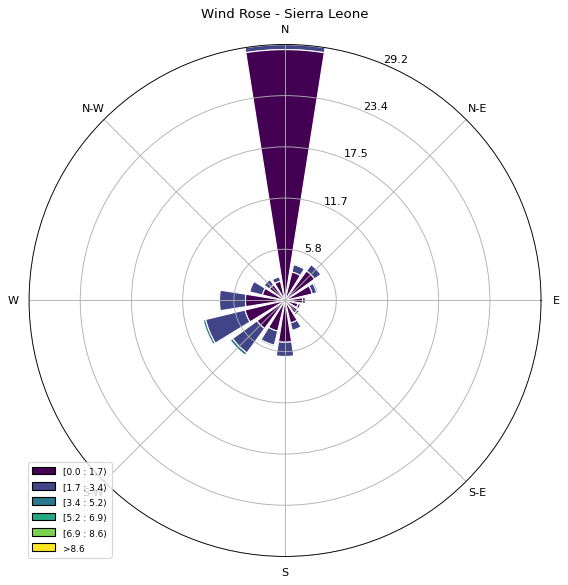 Wind Rose - Sierra Leone
N
29.2
N-W
N-E
23.4
17.5
11.7
5.8
W
E
[0.0 : 1.7)
[1.7 : 3.4)
[3.4 : 5.2)
[5.2 : 6.9)
[6.9 : 8.6)
>8.6
S-W
S-E
S